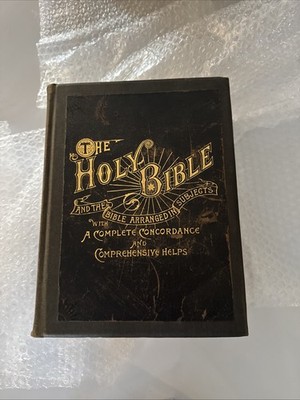 THE
HOLY BIBLE
AND THE BIBLE ARRANGED IN SUBJECTS
WITH
A COMPLETE CONCORDANCE
AND
COMPREHENSIVE HELPS